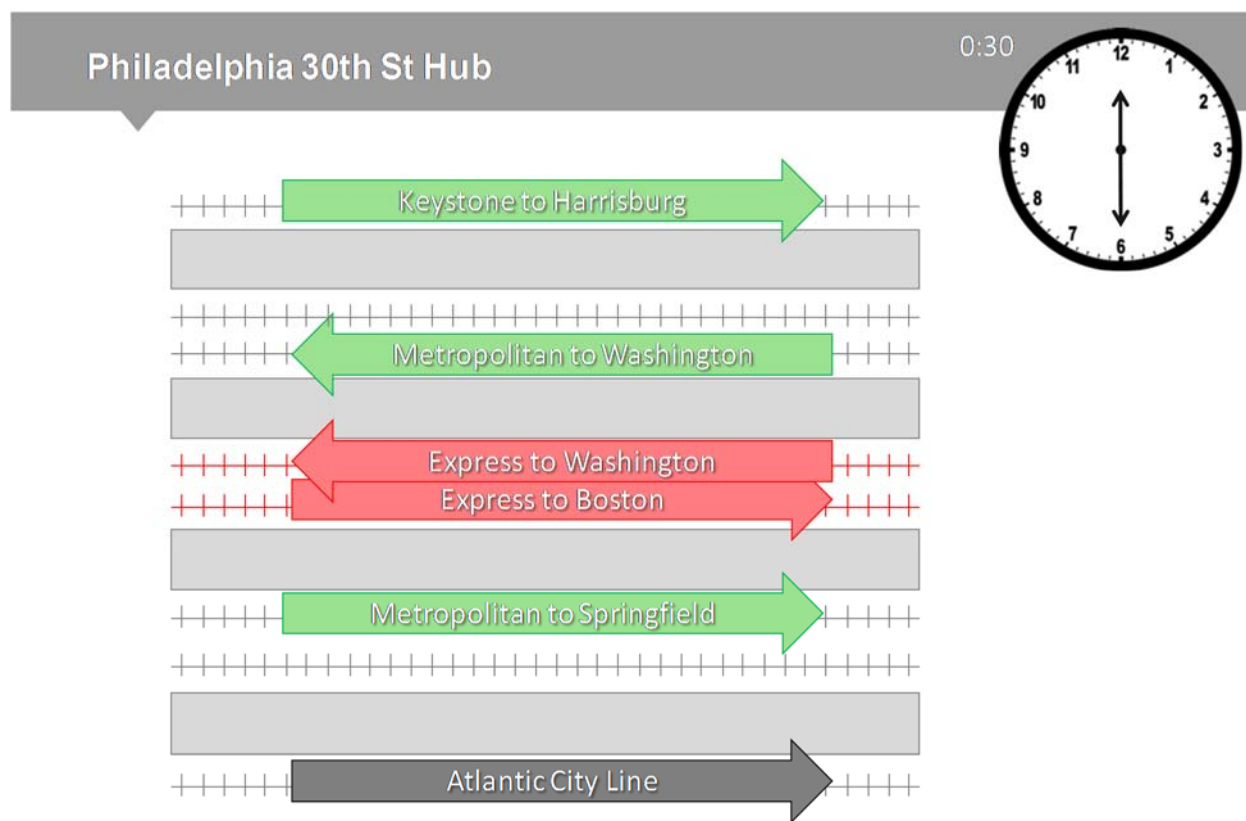 Philadelphia 30th St Hub
0:30
12
1
2
3
4
5
6
7
8
9
10
11
Keystone to Harrisburg
Metropolitan to Washington
Express to Washington
Express to Boston
Metropolitan to Springfield
Atlantic City Line